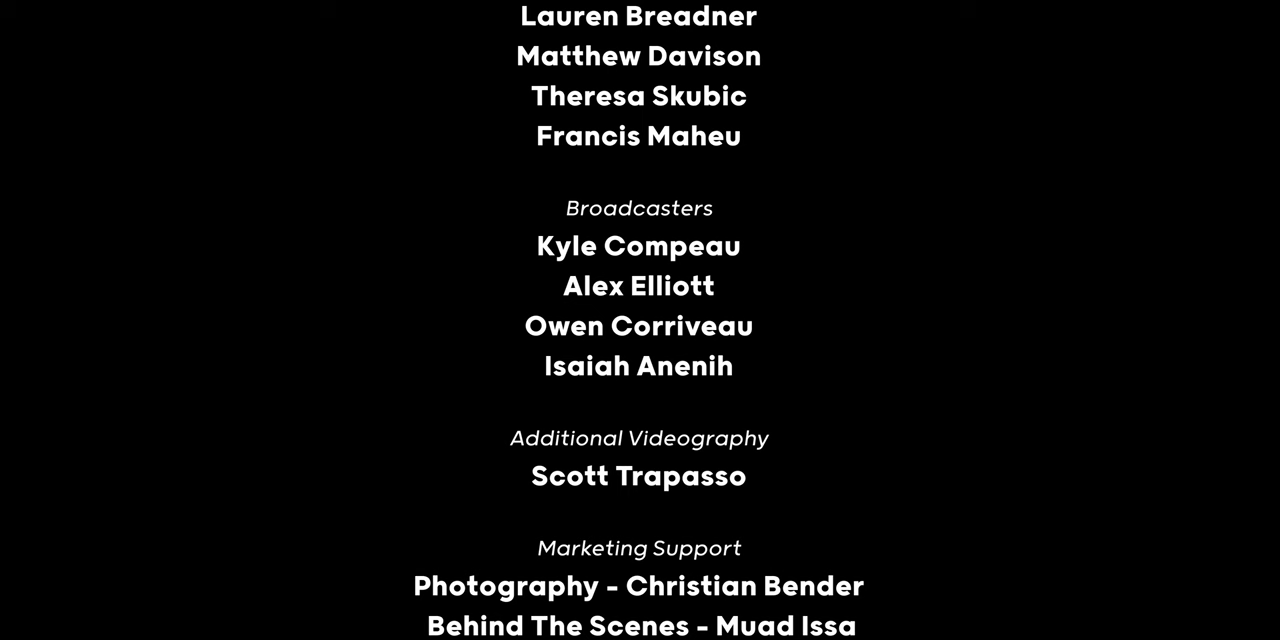 Lauren Breadner
Matthew Davison
Theresa Skubic
Francis Maheu
Broadcasters
Kyle Compeau
Alex Elliott
Owen Corriveau
Isaiah Anenih
Additional Videography
Scott Trapasso
Marketing Support
Photography - Christian Bender
Behind The Scenes - Muad Issa